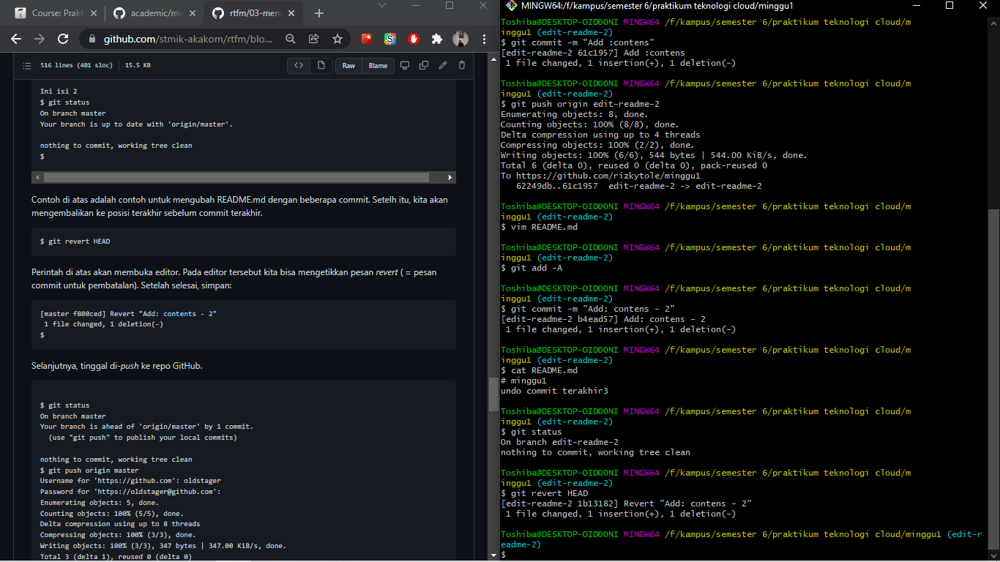 Course: Prakt
academic/mi
rtfm/03-men
github.com/stmik-akakom/rtfm/blo...
516 lines (401 sloc)
15.5 KB
Raw
Blame
Ini isi 2
$ git status
On branch master
Your branch is up to date with 'origin/master'.
nothing to commit, working tree clean
$
Contoh di atas adalah contoh untuk mengubah README.md dengan beberapa commit. Setelh itu, kita akan
mengembalikan ke posisi terakhir sebelum commit terakhir.
$ git revert HEAD
Perintah di atas akan membuka editor. Pada editor tersebut kita bisa mengetikkan pesan revert ( = pesan
commit untuk pembatalan). Setelah selesai, simpan:
[master f800ced] Revert "Add: contents - 2"
1 file changed, 1 deletion(-)
$
Selanjutnya, tinggal di-push ke repo GitHub.
$ git status
On branch master
Your branch is ahead of 'origin/master' by 1 commit.
(use "git push" to publish your local commits)
nothing to commit, working tree clean
$ git push origin master
Username for 'https://github.com': oldstager
Password for 'https://oldstager@github.com':
Enumerating objects: 5, done.
Counting objects: 100% (5/5), done.
Delta compression using up to 8 threads
Compressing objects: 100% (3/3), done.
Writing objects: 100% (3/3), 347 bytes | 347.00 KiB/s, done.
Total 3 (delta 1), reused 0 (delta 0)
MINGW64:/f/kampus/semester 6/praktikum teknologi cloud/minggu1
Toshiba@DESKTOP-OIDOONI MINGW64 /f/kampus/semester 6/praktikum teknologi cloud/m
inggu1 (edit-readme-2)
$ git commit -m "Add :contens"
[edit-readme-2 61c1957] Add :contens
1 file changed, 1 insertion(+), 1 deletion(-)
Toshiba@DESKTOP-OIDOONI MINGW64 /f/kampus/semester 6/praktikum teknologi cloud/m
inggu1 (edit-readme-2)
$ git push origin edit-readme-2
Enumerating objects: 8, done.
Counting objects: 100% (8/8), done.
Delta compression using up to 4 threads
Compressing objects: 100% (2/2), done.
Writing objects: 100% (6/6), 544 bytes | 544.00 KiB/s, done.
Total 6 (delta 0), reused 0 (delta 0), pack-reused 0
To https://github.com/rizkytole/minggu1
62249db..61c1957 edit-readme-2 -> edit-readme-2
Toshiba@DESKTOP-OIDOONI MINGW64 /f/kampus/semester 6/praktikum teknologi cloud/m
inggu1 (edit-readme-2)
$ vim README.md
Toshiba@DESKTOP-OIDOONI MINGW64 /f/kampus/semester 6/praktikum teknologi cloud/m
inggu1 (edit-readme-2)
$ git add -A
Toshiba@DESKTOP-OIDOONI MINGW64 /f/kampus/semester 6/praktikum teknologi cloud/m
inggu1 (edit-readme-2)
$ git commit -m "Add: contens - 2"
[edit-readme-2 b4ead57] Add: contens - 2
1 file changed, 1 insertion(+), 1 deletion(-)
Toshiba@DESKTOP-OIDOONI MINGW64 /f/kampus/semester 6/praktikum teknologi cloud/m
inggu1 (edit-readme-2)
$ cat README.md
# minggu1
undo commit terakhir3
Toshiba@DESKTOP-OIDOONI MINGW64 /f/kampus/semester 6/praktikum teknologi cloud/m
inggu1 (edit-readme-2)
$ git status
On branch edit-readme-2
nothing to commit, working tree clean
Toshiba@DESKTOP-OIDOONI MINGW64 /f/kampus/semester 6/praktikum teknologi cloud/m
inggu1 (edit-readme-2)
$ git revert HEAD
[edit-readme-2 1b13182] Revert "Add: contens - 2"
1 file changed, 1 insertion(+), 1 deletion(-)
Toshiba@DESKTOP-OIDOONI MINGW64 /f/kampus/semester 6/praktikum teknologi cloud/minggu1 (edit-r
eadme-2)
$